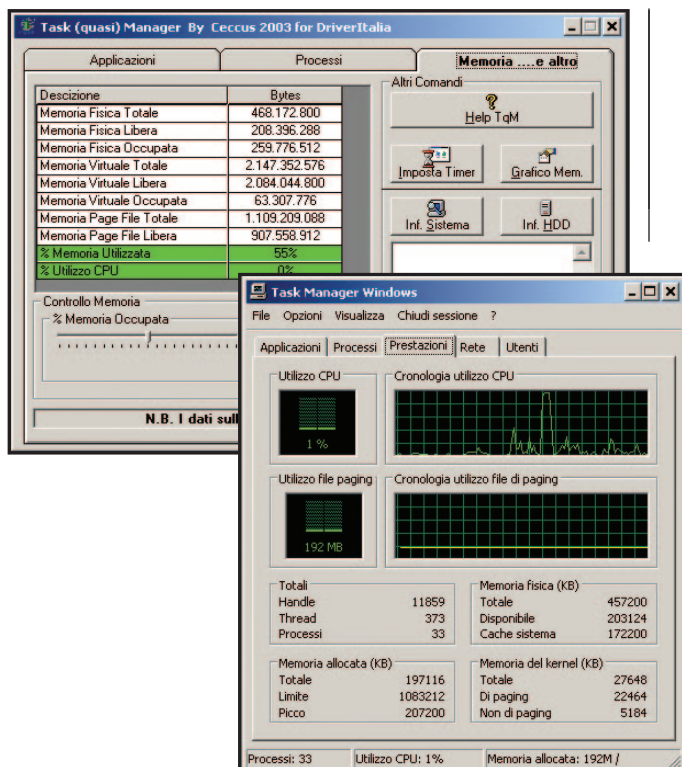 Task (quasi) Manager By Ceccus 2003 for DriverItalia
Applicazioni Processi Memoria ....e altro
Descizione Bytes
Memoria Fisica Totale 468.172.800
Memoria Fisica Libera 208.396.288
Memoria Fisica Occupata 259.776.512
Memoria Virtuale Totale 2.147.352.576
Memoria Virtuale Libera 2.084.044.800
Memoria Virtuale Occupata 63.307.776
Memoria Page File Totale 1.109.209.088
Memoria Page File Libera 907.558.912
% Memoria Utilizzata 55%
% Utilizzo CPU 0%
Altri Comandi
Help TqM
Imposta Timer Grafico Mem.
Inf. Sistema Inf. HDD
Controllo Memoria
% Memoria Occupata
N.B. I dati sull
Task Manager Windows
File Opzioni Visualizza Chiudi sessione ?
Applicazioni Processi Prestazioni Rete Utenti
Utilizzo CPU Cronologia utilizzo CPU
1 %
Utilizzo file paging Cronologia utilizzo file di paging
192 MB
Totali
Handle 11859
Thread 373
Processi 33
Memoria fisica (KB)
Totale 457200
Disponibile 203124
Cache sistema 172200
Memoria allocata (KB)
Totale 197116
Limite 1083212
Picco 207200
Memoria del kernel (KB)
Totale 27648
Di paging 22464
Non di paging 5184
Processi: 33 Utilizzo CPU: 1% Memoria allocata: 192M /